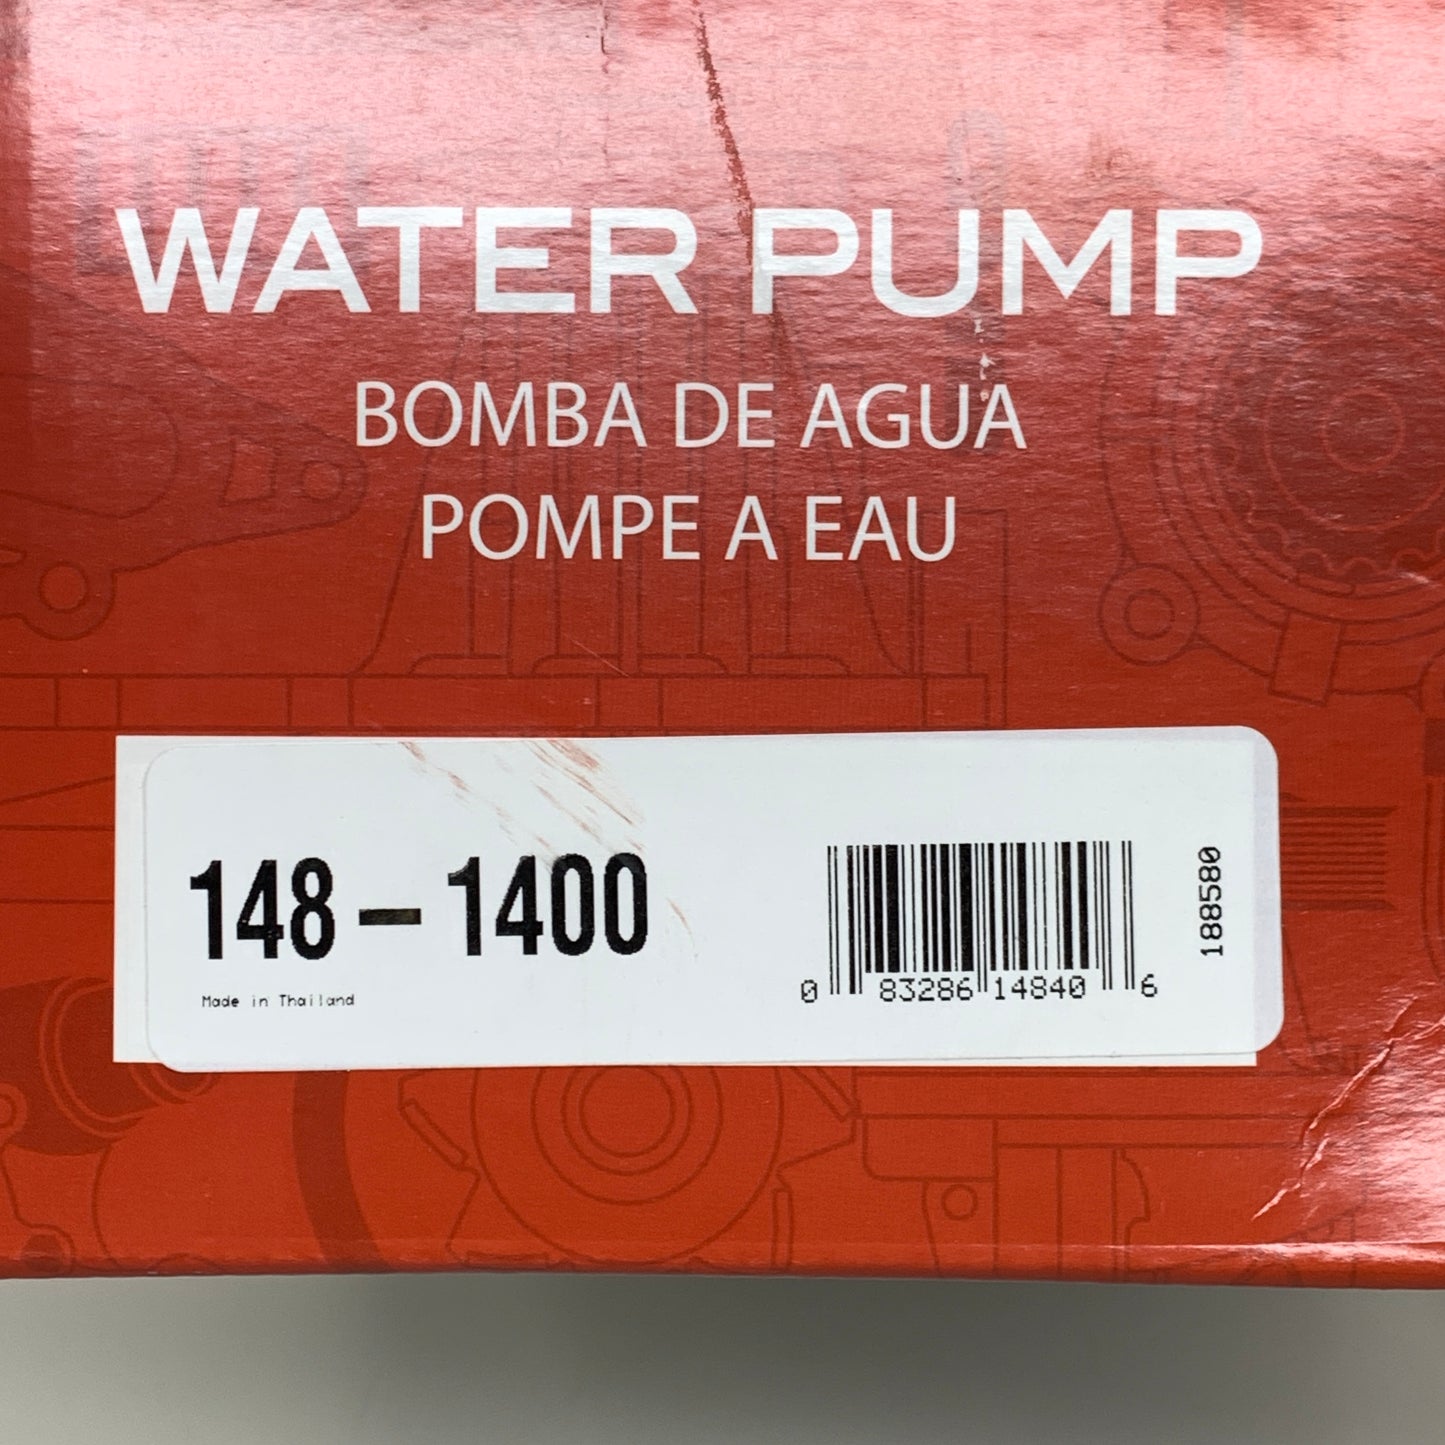 WATER PUMP
BOMBA DE AGUA
POMPE A EAU
148-1400
Made in Thailand
0 83286 14840 6
188580